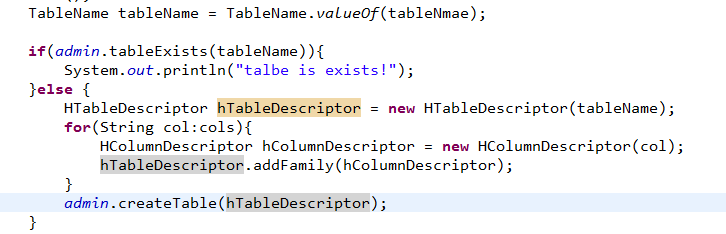 TableName tableName = TableName.valueOf(tableNmae);
if(admin.tableExists(tableName)){
System.out.println("talbe is exists!");
}else {
HTableDescriptor hTableDescriptor = new HTableDescriptor(tableName);
for(String col:cols){
HColumnDescriptor hColumnDescriptor = new HColumnDescriptor(col);
hTableDescriptor.addFamily(hColumnDescriptor);
}
admin.createTable(hTableDescriptor);
}